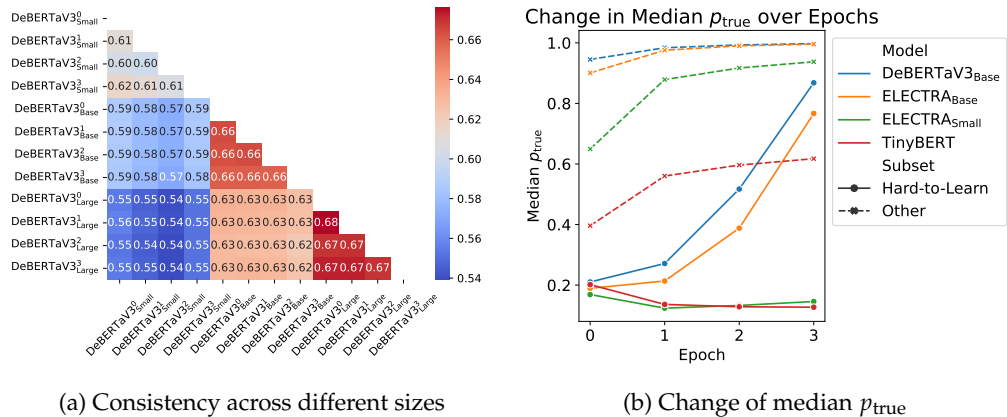 DeBERTaV3⁰Small
DeBERTaV3¹Small 0.61
DeBERTaV3²Small 0.60 0.60
DeBERTaV3³Small 0.62 0.61 0.61
DeBERTaV3⁰Base 0.59 0.58 0.57 0.59
DeBERTaV3¹Base 0.59 0.58 0.57 0.59 0.66
DeBERTaV3²Base 0.59 0.58 0.57 0.59 0.66 0.66
DeBERTaV3³Base 0.59 0.58 0.57 0.58 0.66 0.66 0.66
DeBERTaV3⁰Large 0.55 0.55 0.54 0.55 0.63 0.63 0.63 0.63
DeBERTaV3¹Large 0.56 0.55 0.54 0.55 0.63 0.63 0.63 0.63 0.68
DeBERTaV3²Large 0.55 0.54 0.54 0.55 0.63 0.63 0.63 0.62 0.67 0.67
DeBERTaV3³Large 0.55 0.55 0.54 0.55 0.63 0.63 0.63 0.62 0.67 0.67 0.67
DeBERTaV3⁰Small
DeBERTaV3¹Small
DeBERTaV3²Small
DeBERTaV3³Small
DeBERTaV3⁰Base
DeBERTaV3¹Base
DeBERTaV3²Base
DeBERTaV3³Base
DeBERTaV3⁰Large
DeBERTaV3¹Large
DeBERTaV3²Large
DeBERTaV3³Large
0.66
0.64
0.62
0.60
0.58
0.56
0.54
(a) Consistency across different sizes
Change in Median p_true over Epochs
Median p_true
1.0
0.8
0.6
0.4
0.2
0 1 2 3
Epoch
Model
DeBERTaV3Base
ELECTRABase
ELECTRASmall
TinyBERT
Subset
Hard-to-Learn
Other
(b) Change of median p_true